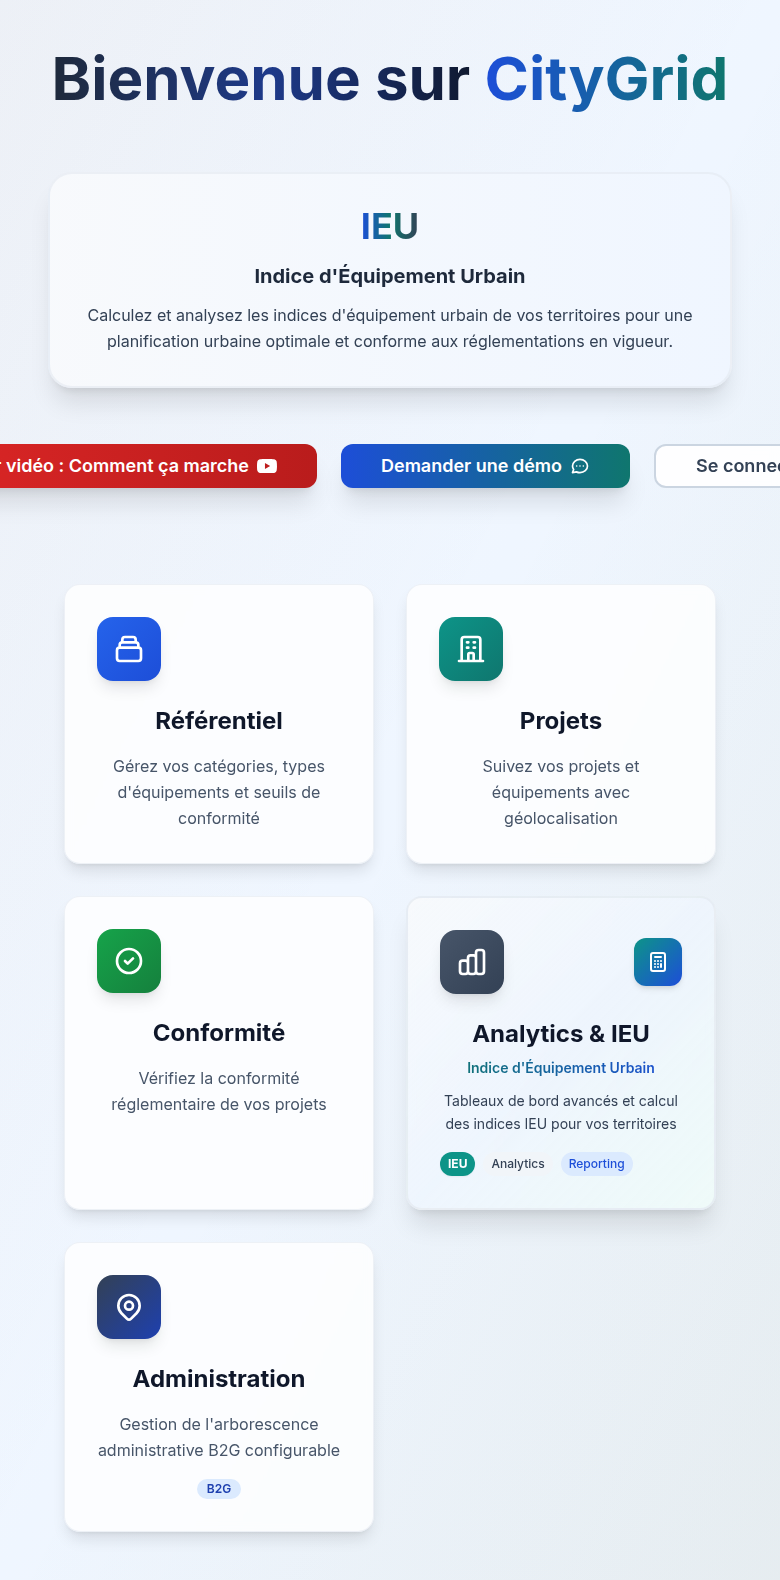 Bienvenue sur CityGrid
IEU
Indice d'Équipement Urbain
Calculez et analysez les indices d'équipement urbain de vos territoires pour une
planification urbaine optimale et conforme aux réglementations en vigueur.
vidéo : Comment ça marche
Demander une démo
Se connec
Référentiel
Gérez vos catégories, types
d'équipements et seuils de
conformité
Projets
Suivez vos projets et
équipements avec
géolocalisation
Conformité
Vérifiez la conformité
réglementaire de vos projets
Analytics & IEU
Indice d'Équipement Urbain
Tableaux de bord avancés et calcul
des indices IEU pour vos territoires
IEU Analytics Reporting
Administration
Gestion de l'arborescence
administrative B2G configurable
B2G